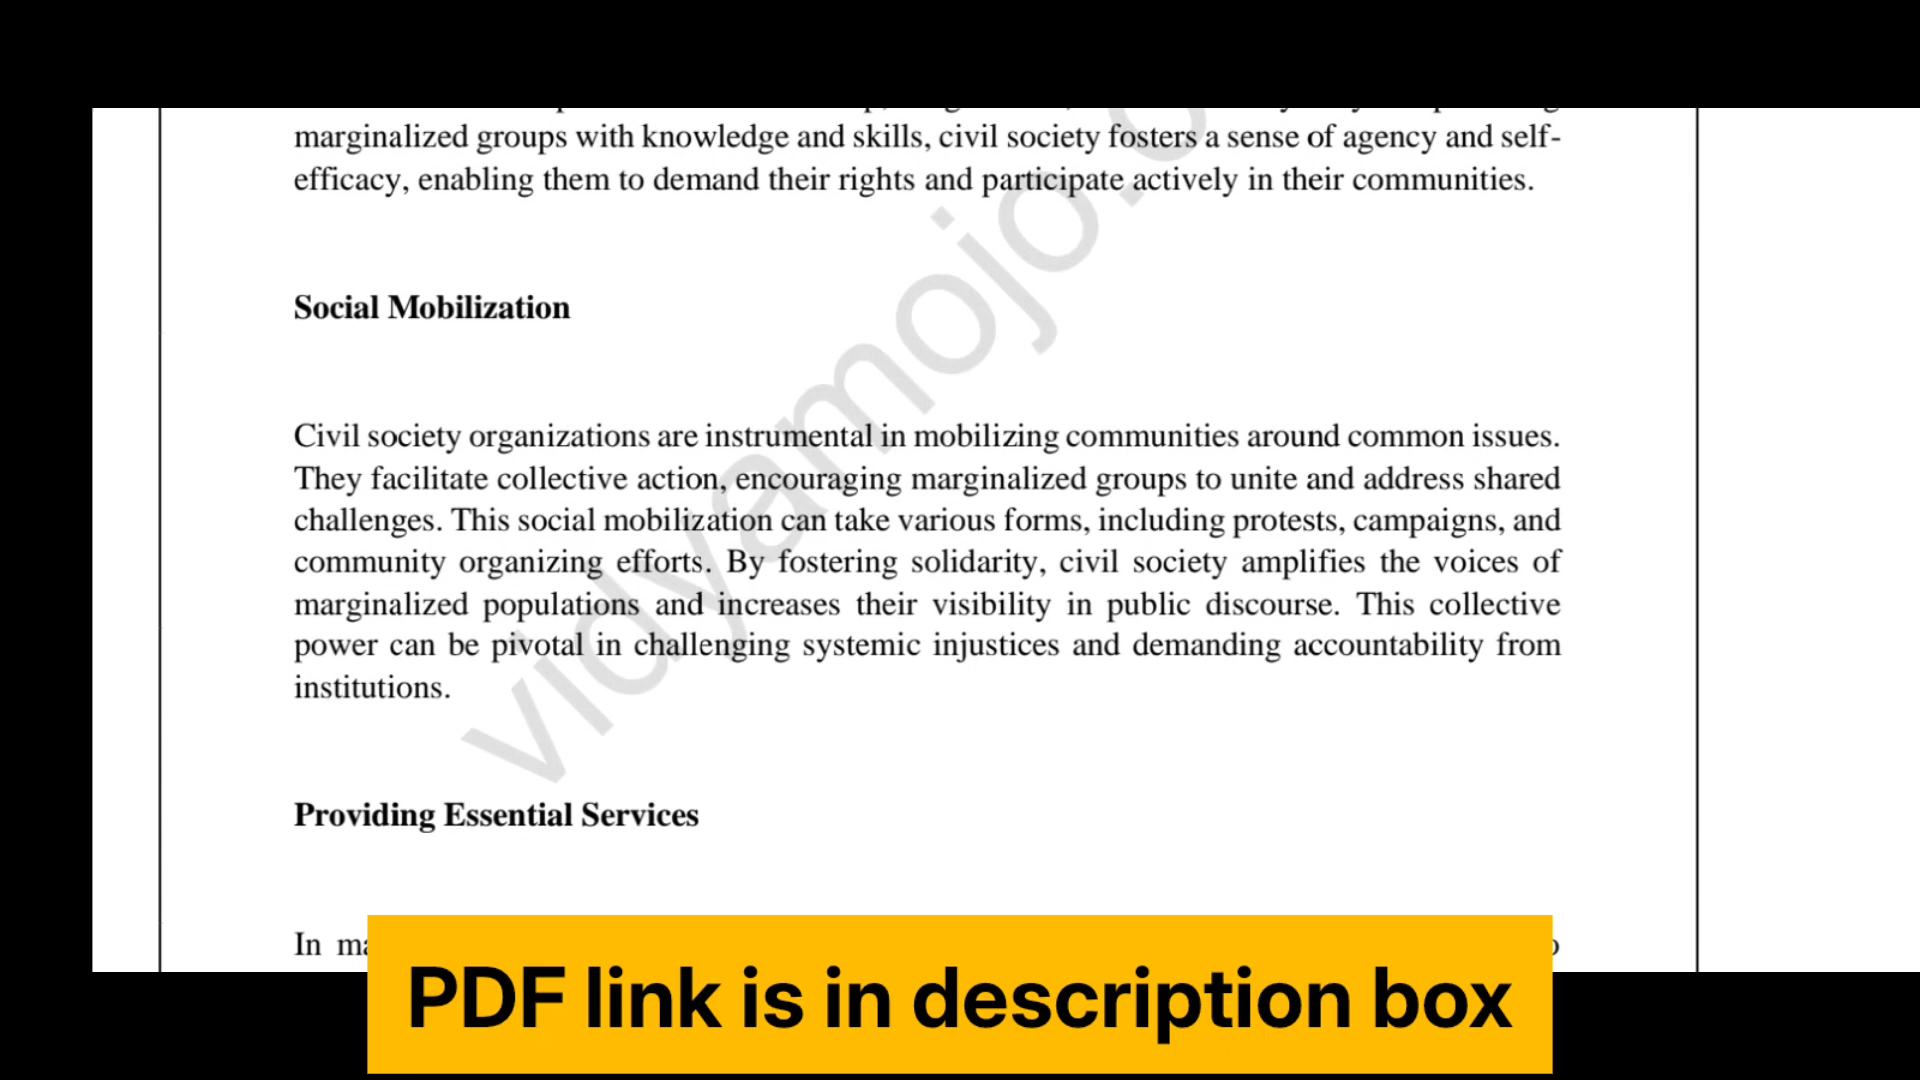 marginalized groups with knowledge and skills, civil society fosters a sense of agency and self-
efficacy, enabling them to demand their rights and participate actively in their communities.
Social Mobilization
Civil society organizations are instrumental in mobilizing communities around common issues.
They facilitate collective action, encouraging marginalized groups to unite and address shared
challenges. This social mobilization can take various forms, including protests, campaigns, and
community organizing efforts. By fostering solidarity, civil society amplifies the voices of
marginalized populations and increases their visibility in public discourse. This collective
power can be pivotal in challenging systemic injustices and demanding accountability from
institutions.
Providing Essential Services
In
PDF link is in description box
vidyamojo.